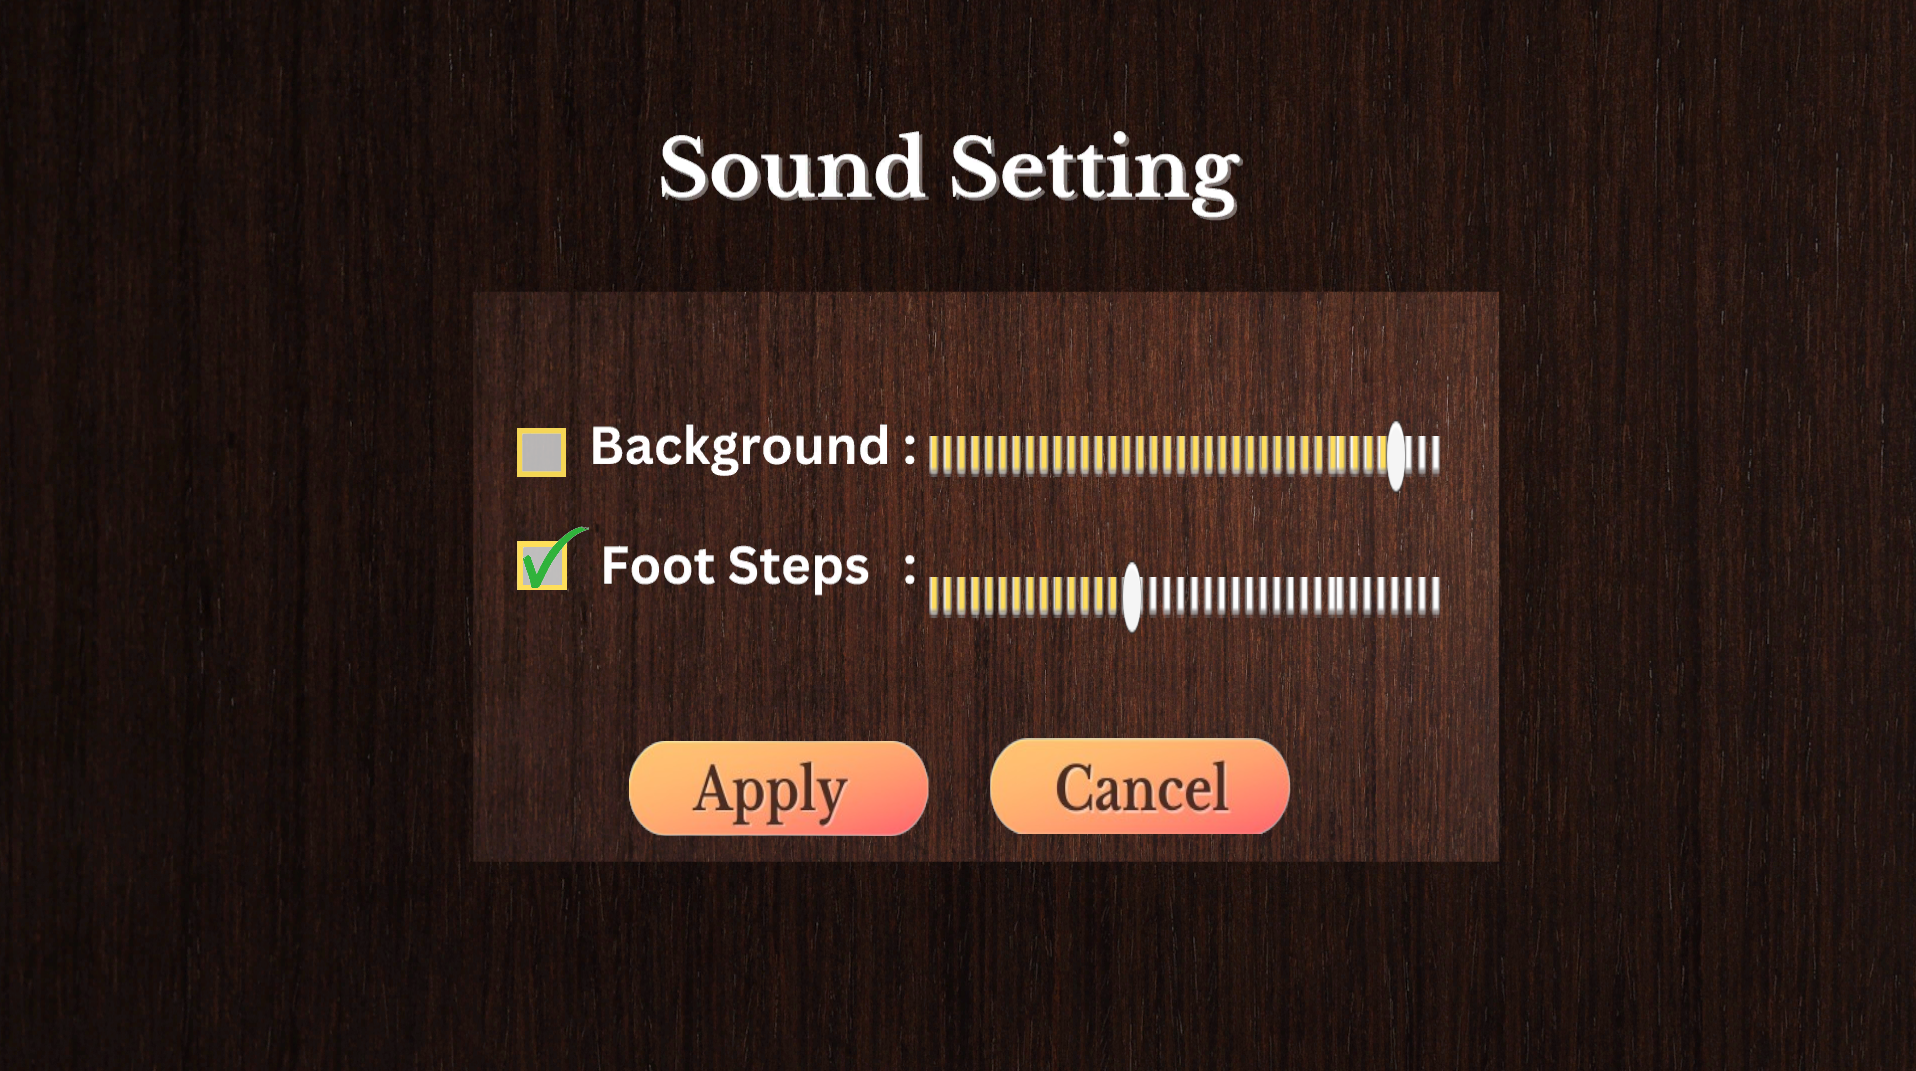 Sound Setting
Background :
Foot Steps :
Apply
Cancel